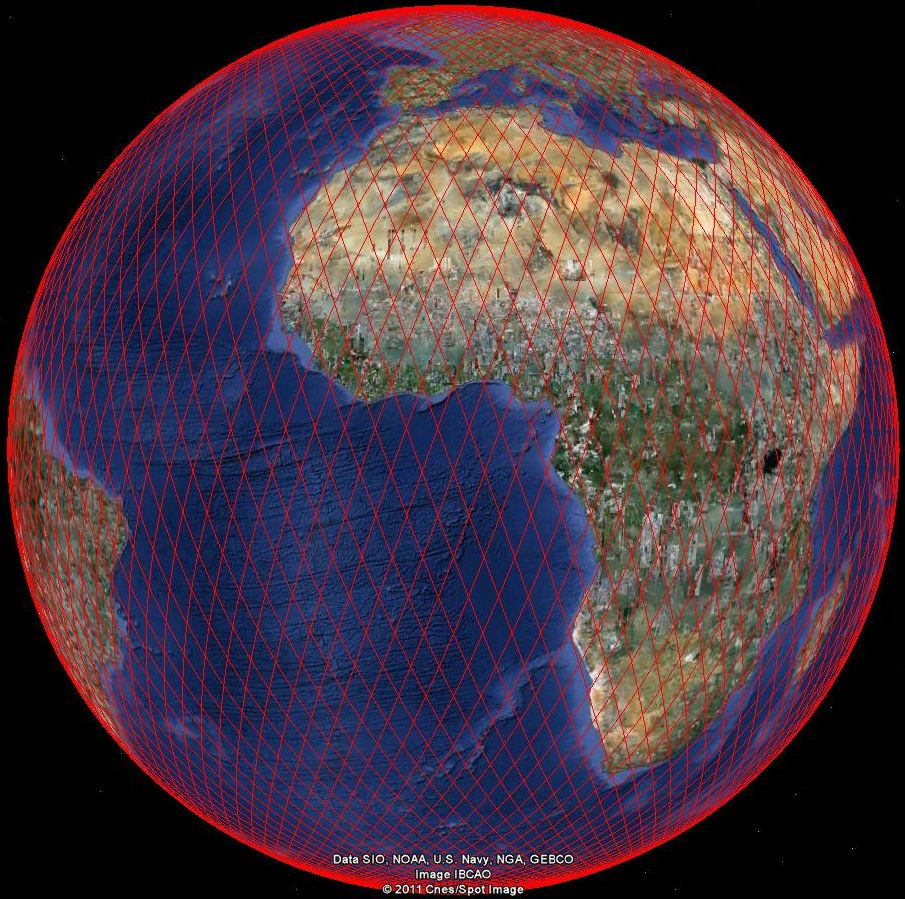 Data SIO, NOAA, U.S. Navy, NGA, GEBCO
Image IBCAO
© 2011 Cnes/Spot Image